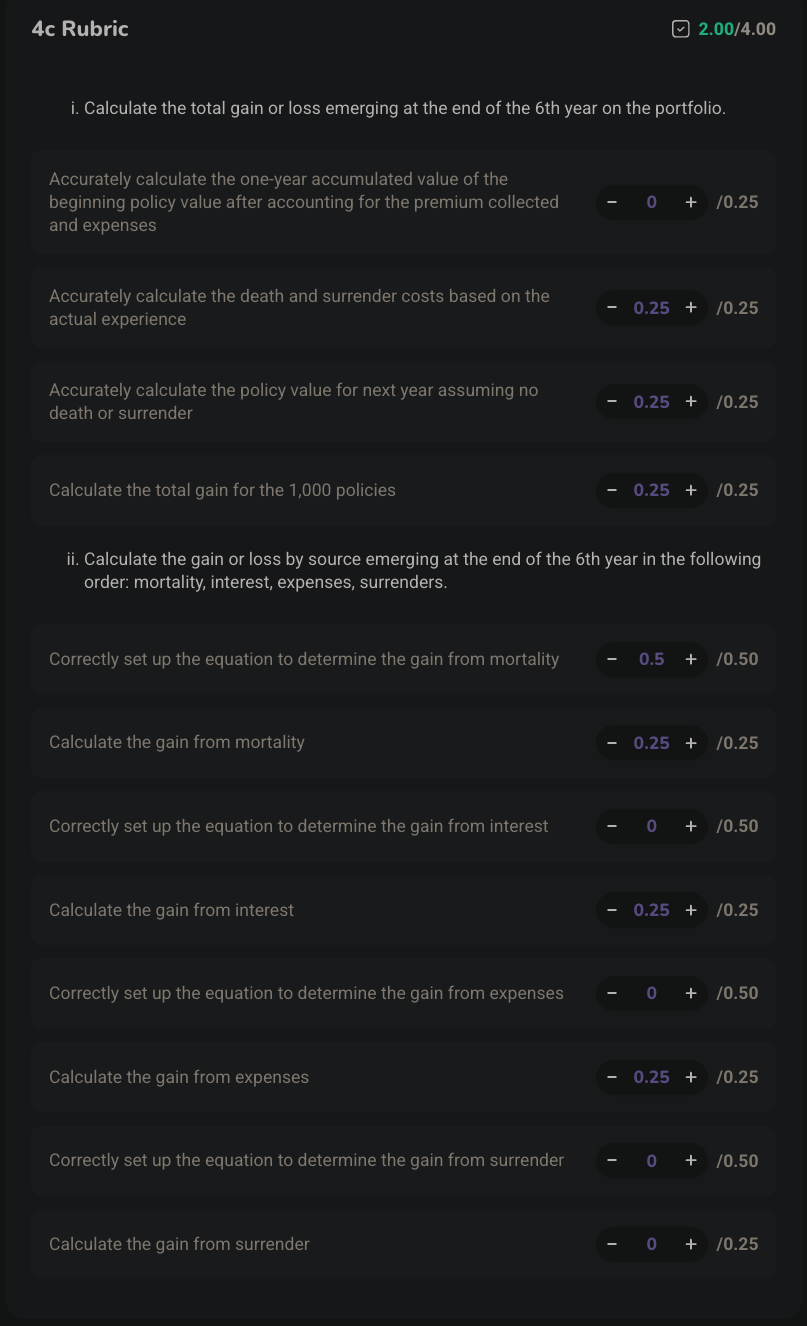 4c Rubric
2.00/4.00
i. Calculate the total gain or loss emerging at the end of the 6th year on the portfolio.
Accurately calculate the one-year accumulated value of the
beginning policy value after accounting for the premium collected
and expenses
− 0 + /0.25
Accurately calculate the death and surrender costs based on the
actual experience
− 0.25 + /0.25
Accurately calculate the policy value for next year assuming no
death or surrender
− 0.25 + /0.25
Calculate the total gain for the 1,000 policies
− 0.25 + /0.25
ii. Calculate the gain or loss by source emerging at the end of the 6th year in the following
order: mortality, interest, expenses, surrenders.
Correctly set up the equation to determine the gain from mortality
− 0.5 + /0.50
Calculate the gain from mortality
− 0.25 + /0.25
Correctly set up the equation to determine the gain from interest
− 0 + /0.50
Calculate the gain from interest
− 0.25 + /0.25
Correctly set up the equation to determine the gain from expenses
− 0 + /0.50
Calculate the gain from expenses
− 0.25 + /0.25
Correctly set up the equation to determine the gain from surrender
− 0 + /0.50
Calculate the gain from surrender
− 0 + /0.25